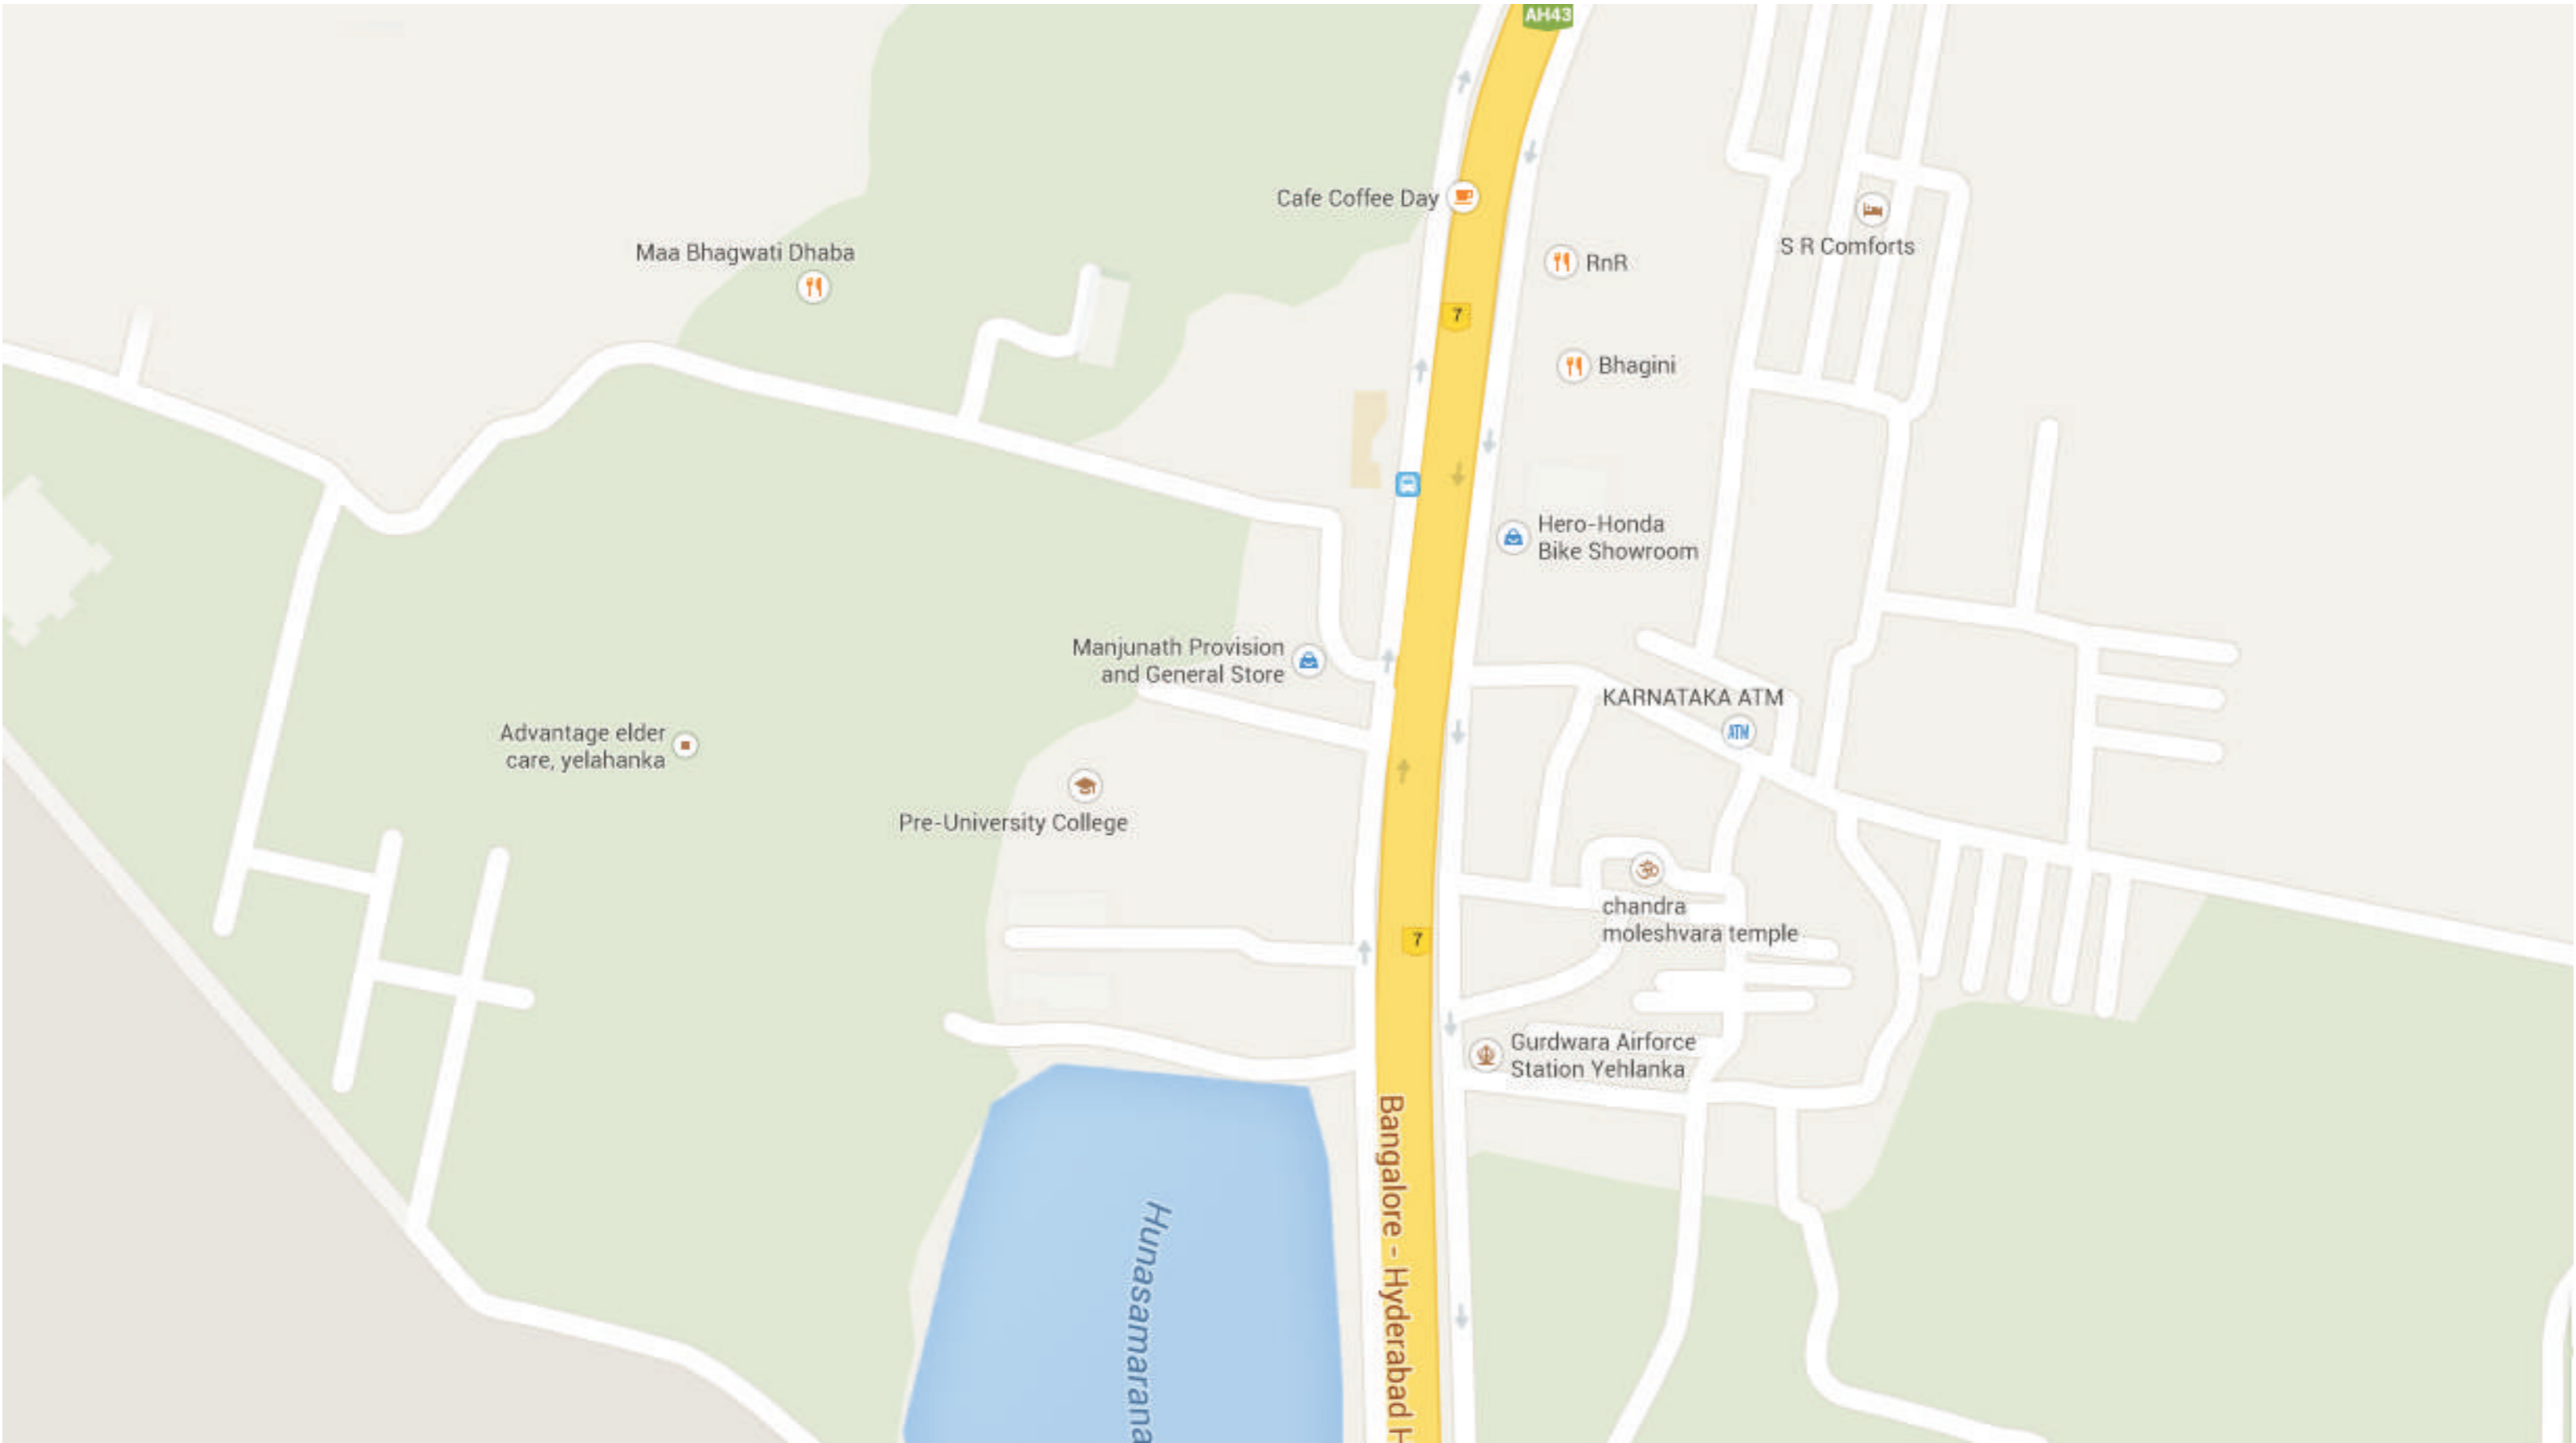 AH43
Cafe Coffee Day
Maa Bhagwati Dhaba
S R Comforts
RnR
7
Bhagini
Hero-Honda
Bike Showroom
Manjunath Provision
and General Store
KARNATAKA ATM
ATM
Advantage elder
care, yelahanka
Pre-University College
chandra
moleshvara temple
7
Gurdwara Airforce
Station Yehlanka
Bangalore - Hyderabad H
Hunasamarana